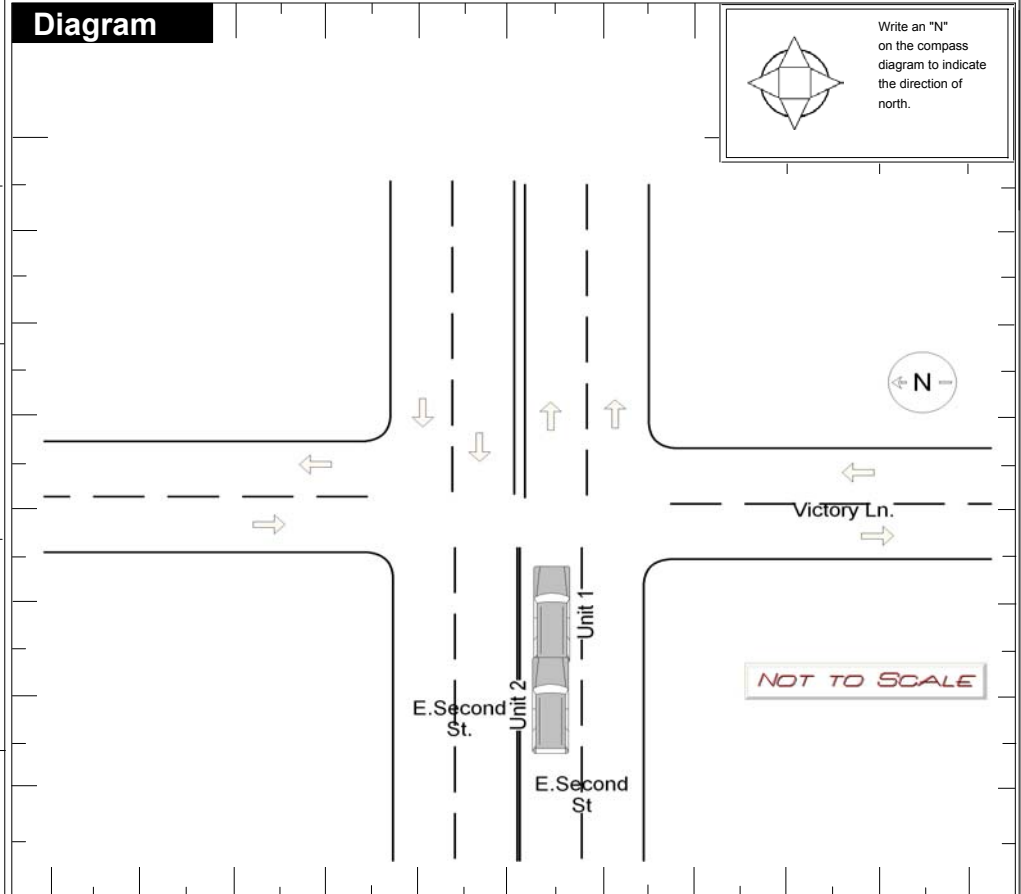 Diagram
Write an "N"
on the compass
diagram to indicate
the direction of
north.
N
Victory Ln.
Unit 1
NOT TO SCALE
Unit 2
E.Second
St.
E.Second
St